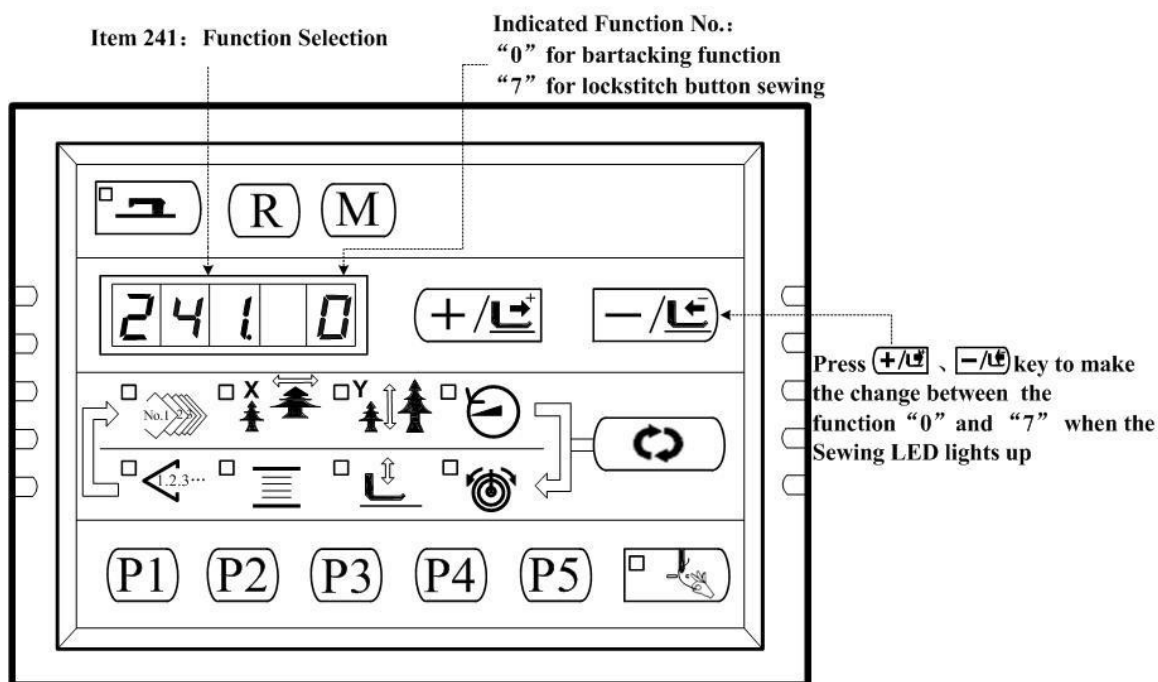 Item 241： Function Selection
Indicated Function No.：
“0” for bartacking function
“7” for lockstitch button sewing
R M
241. 0
+/ + −/ −
Press +/ 、 −/ key to make
the change between the
function “0” and “7” when the
Sewing LED lights up
No.1 2 3 X Y
1.2.3…
P1 P2 P3 P4 P5